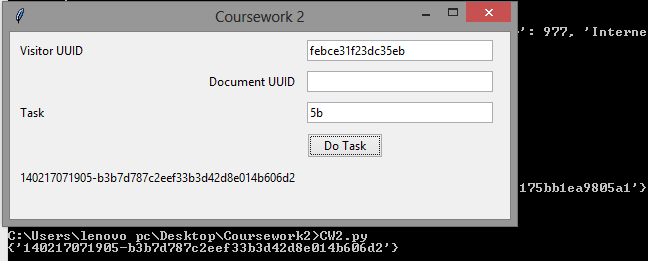 Coursework 2
': 977, 'Interne
Visitor UUID febce31f23dc35eb
Document UUID
Task 5b
Do Task
140217071905-b3b7d787c2eef33b3d42d8e014b606d2
175bb1ea9805a1'}
C:\Users\lenovo pc\Desktop\Coursework2>CW2.py
{'140217071905-b3b7d787c2eef33b3d42d8e014b606d2'}